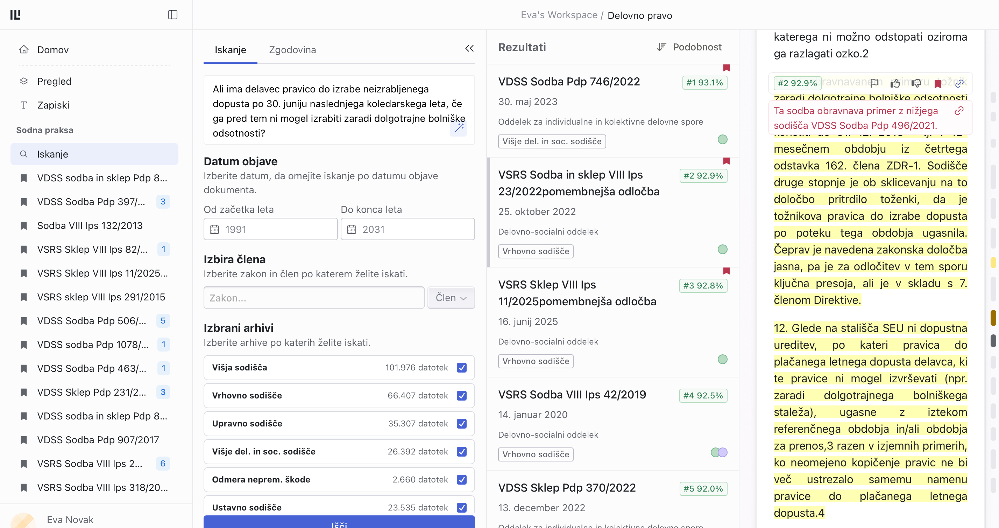 Eva's Workspace / Delovno pravo
Domov
Pregled
Zapiski
Sodna praksa
Iskanje
VDSS sodba in sklep Pdp 8...
VDSS Sodba Pdp 397/... 3
Sodba VIII Ips 132/2013
VSRS Sklep VIII Ips 82/... 1
VSRS Sklep VIII Ips 11/2025...
VSRS sklep VIII Ips 291/2015
VDSS Sodba Pdp 506/... 5
VDSS sodba Pdp 1078/... 1
VDSS Sodba Pdp 463/... 1
VDSS Sklep Pdp 231/2... 3
VDSS sodba in sklep Pdp 8...
VDSS Sodba Pdp 907/2017
VSRS Sodba VIII Ips 2... 6
VSRS Sodba VIII Ips 318/20...
Eva Novak
Iskanje Zgodovina
Ali ima delavec pravico do izrabe neizrabljenega
dopusta po 30. juniju naslednjega koledarskega leta, če
ga pred tem ni mogel izrabiti zaradi dolgotrajne bolniške
odsotnosti?
Datum objave
Izberite datum, da omejite iskanje po datumu objave
dokumenta.
Od začetka leta Do konca leta
1991 2031
Izbira člena
Izberite zakon in člen po katerem želite iskati.
Zakon... Člen
Izbrani arhivi
Izberite arhive po katerih želite iskati.
Višja sodišča 101.976 datotek
Vrhovno sodišče 66.407 datotek
Upravno sodišče 35.307 datotek
Višje del. in soc. sodišče 26.392 datotek
Odmera neprem. škode 2.660 datotek
Ustavno sodišče 23.535 datotek
Išči
Rezultati Podobnost
VDSS Sodba Pdp 746/2022 #1 93.1%
30. maj 2023
Oddelek za individualne in kolektivne delovne spore
Višje del. in soc. sodišče
VSRS Sodba in sklep VIII Ips #2 92.9%
23/2022pomembnejša odločba
25. oktober 2022
Delovno-socialni oddelek
Vrhovno sodišče
VSRS Sklep VIII Ips #3 92.8%
11/2025pomembnejša odločba
16. junij 2025
Delovno-socialni oddelek
Vrhovno sodišče
VSRS Sodba VIII Ips 42/2019 #4 92.5%
14. januar 2020
Delovno-socialni oddelek
Vrhovno sodišče
VDSS Sklep Pdp 370/2022 #5 92.0%
13. december 2022
Oddelek za individualne in kolektivne delovne spore
katerega ni možno odstopati oziroma
ga razlagati ozko.2
#2 92.9% primeru tožnik
zaradi dolgotrajne bolniške odsotnosti
Ta sodba obravnava primer z nižjega
sodišča VDSS Sodba Pdp 496/2021.
mesečnem obdobju iz četrtega
odstavka 162. člena ZDR-1. Sodišče
druge stopnje je ob sklicevanju na to
določbo pritrdilo toženki, da je
tožnikova pravica do izrabe dopusta
po poteku tega obdobja ugasnila.
Čeprav je navedena zakonska določba
jasna, pa je za odločitev v tem sporu
ključna presoja, ali je v skladu s 7.
členom Direktive.
12. Glede na stališča SEU ni dopustna
ureditev, po kateri pravica do
plačanega letnega dopusta delavca, ki
te pravice ni mogel izvrševati (npr.
zaradi dolgotrajnega bolniškega
staleža), ugasne z iztekom
referenčnega obdobja in/ali obdobja
za prenos,3 razen v izjemnih primerih,
ko neomejeno kopičenje pravic ne bi
več ustrezalo samemu namenu
pravice do plačanega letnega
dopusta.4